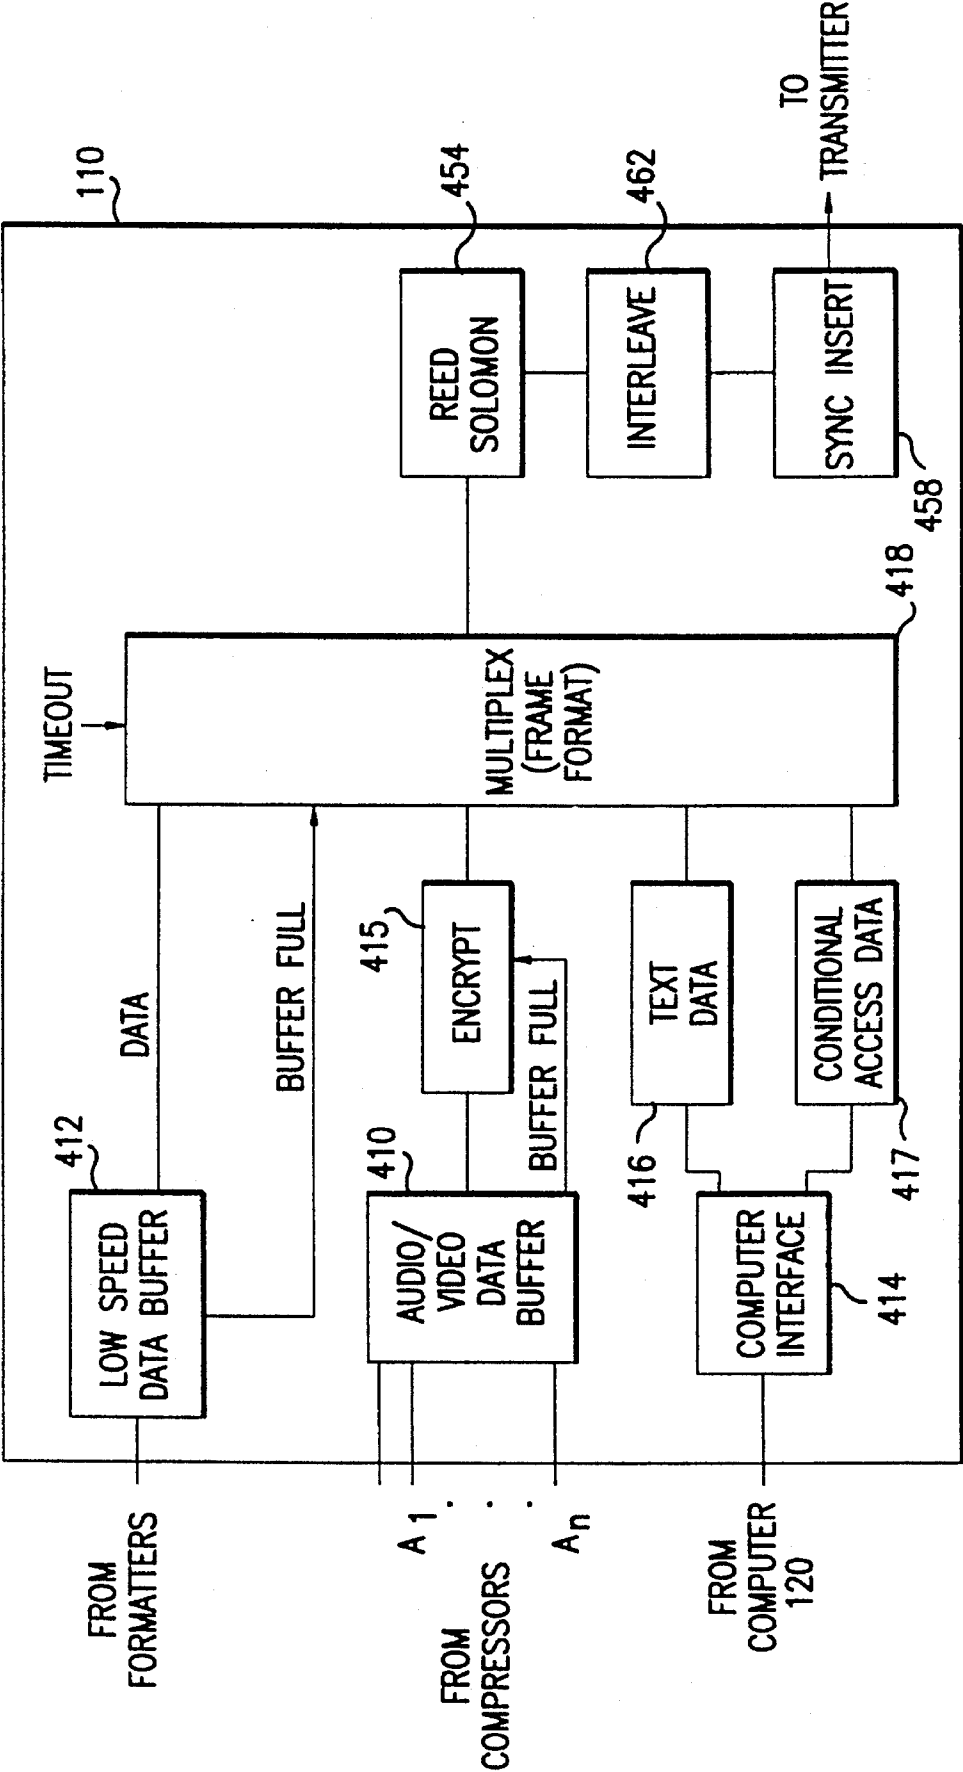 110
TIMEOUT
FROM
FORMATTERS
412
LOW SPEED
DATA BUFFER
DATA
BUFFER FULL
FROM
COMPRESSORS
A1
An
410
AUDIO/
VIDEO
DATA
BUFFER
415
ENCRYPT
BUFFER FULL
FROM
COMPUTER
120
COMPUTER
INTERFACE
414
416
TEXT
DATA
CONDITIONAL
ACCESS DATA
417
MULTIPLEX
(FRAME
FORMAT)
418
REED
SOLOMON
454
INTERLEAVE
462
SYNC INSERT
458
TO
TRANSMITTER